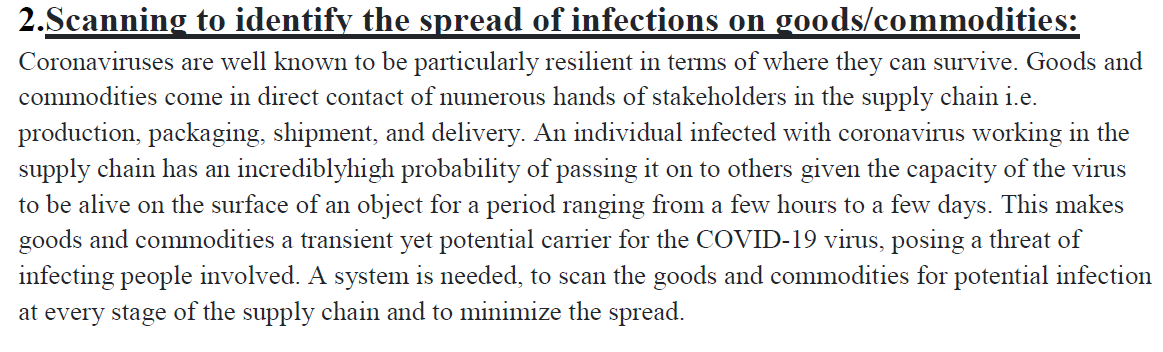 2.Scanning to identify the spread of infections on goods/commodities:
Coronaviruses are well known to be particularly resilient in terms of where they can survive. Goods and
commodities come in direct contact of numerous hands of stakeholders in the supply chain i.e.
production, packaging, shipment, and delivery. An individual infected with coronavirus working in the
supply chain has an incrediblyhigh probability of passing it on to others given the capacity of the virus
to be alive on the surface of an object for a period ranging from a few hours to a few days. This makes
goods and commodities a transient yet potential carrier for the COVID-19 virus, posing a threat of
infecting people involved. A system is needed, to scan the goods and commodities for potential infection
at every stage of the supply chain and to minimize the spread.